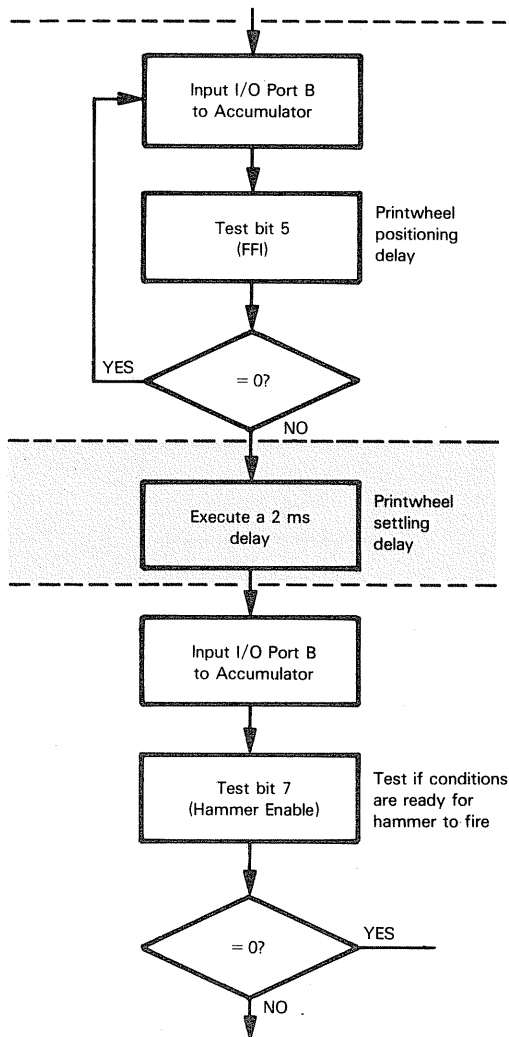 Input I/O Port B
to Accumulator
Test bit 5
(FFI)
Printwheel
positioning
delay
YES
= 0?
NO
Execute a 2 ms
delay
Printwheel
settling
delay
Input I/O Port B
to Accumulator
Test bit 7
(Hammer Enable)
Test if conditions
are ready for
hammer to fire
= 0?
YES
NO